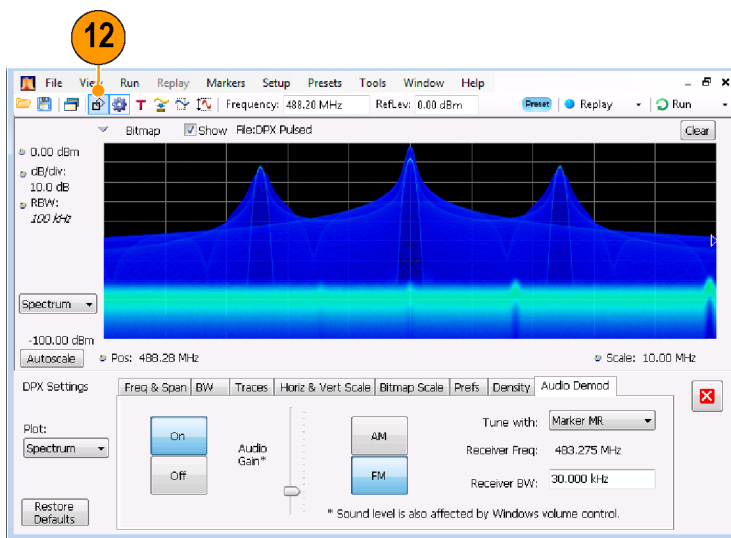 12
File View Run Replay Markers Setup Presets Tools Window Help
T Frequency: 488.20 MHz RefLev: 0.00 dBm Preset Replay Run
Bitmap Show File:DPX Pulsed Clear
0.00 dBm
dB/div:
10.0 dB
RBW:
100 kHz
Spectrum
-100.00 dBm
Autoscale Pos: 488.28 MHz Scale: 10.00 MHz
DPX Settings Freq & Span BW Traces Horiz & Vert Scale Bitmap Scale Prefs Density Audio Demod
Plot:
Spectrum
Restore
Defaults
On
Off
Audio
Gain*
AM
FM
Tune with: Marker MR
Receiver Freq: 483.275 MHz
Receiver BW: 30.000 kHz
* Sound level is also affected by Windows volume control.